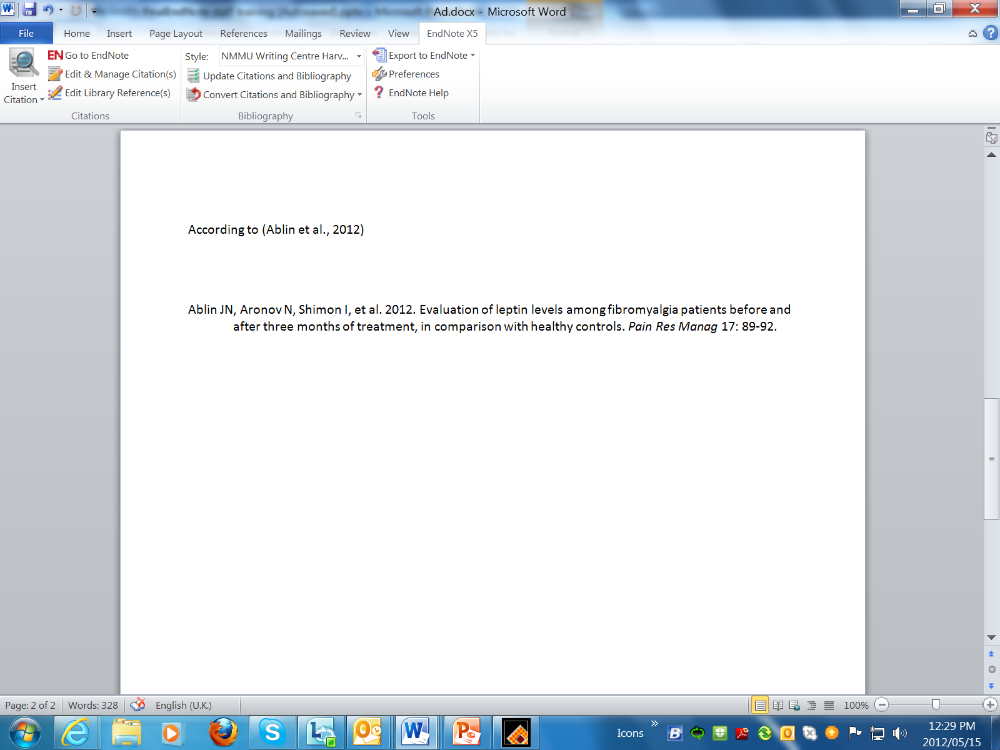 Ad.docx - Microsoft Word
File Home Insert Page Layout References Mailings Review View EndNote X5
Insert Citation
EN Go to EndNote
Edit & Manage Citation(s)
Edit Library Reference(s)
Citations
Style: NMMU Writing Centre Harv...
Update Citations and Bibliography
Convert Citations and Bibliography
Bibliography
Export to EndNote
Preferences
EndNote Help
Tools
According to (Ablin et al., 2012)
Ablin JN, Aronov N, Shimon I, et al. 2012. Evaluation of leptin levels among fibromyalgia patients before and
after three months of treatment, in comparison with healthy controls. Pain Res Manag 17: 89-92.
Page: 2 of 2 Words: 328 English (U.K.) 100%
Icons
12:29 PM
2012/05/15